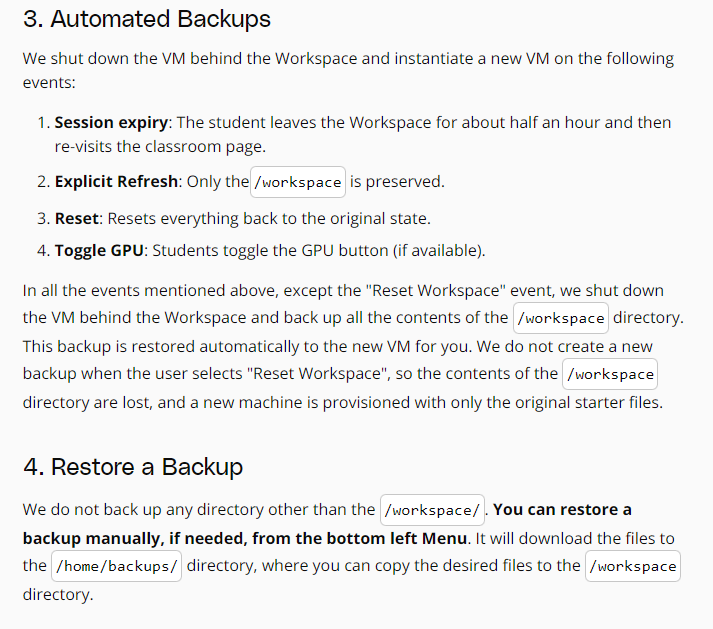 3. Automated Backups
We shut down the VM behind the Workspace and instantiate a new VM on the following
events:
1. Session expiry: The student leaves the Workspace for about half an hour and then
re-visits the classroom page.
2. Explicit Refresh: Only the /workspace is preserved.
3. Reset: Resets everything back to the original state.
4. Toggle GPU: Students toggle the GPU button (if available).
In all the events mentioned above, except the "Reset Workspace" event, we shut down
the VM behind the Workspace and back up all the contents of the /workspace directory.
This backup is restored automatically to the new VM for you. We do not create a new
backup when the user selects "Reset Workspace", so the contents of the /workspace
directory are lost, and a new machine is provisioned with only the original starter files.
4. Restore a Backup
We do not back up any directory other than the /workspace/ . You can restore a
backup manually, if needed, from the bottom left Menu. It will download the files to
the /home/backups/ directory, where you can copy the desired files to the /workspace
directory.